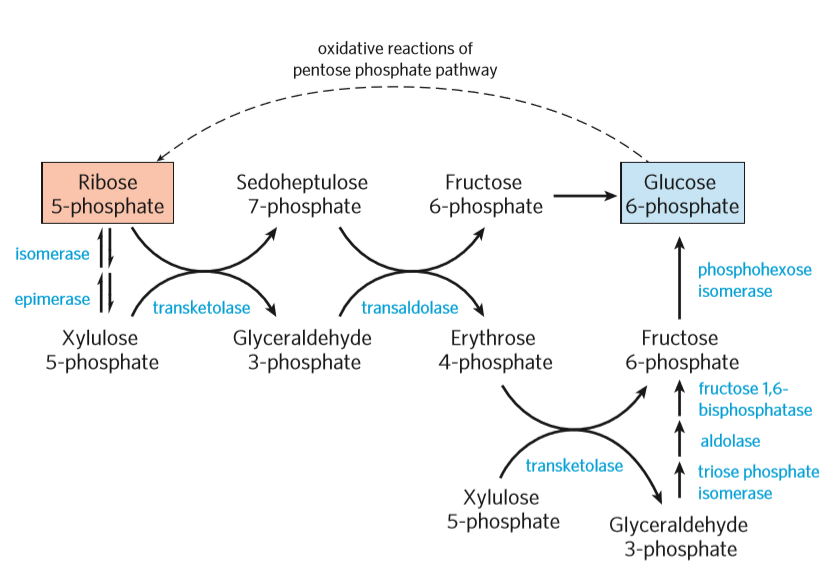 oxidative reactions of
pentose phosphate pathway
Ribose
5-phosphate
Sedoheptulose
7-phosphate
Fructose
6-phosphate
Glucose
6-phosphate
isomerase
epimerase
transketolase
transaldolase
phosphohexose
isomerase
Xylulose
5-phosphate
Glyceraldehyde
3-phosphate
Erythrose
4-phosphate
Fructose
6-phosphate
fructose 1,6-
bisphosphatase
aldolase
triose phosphate
isomerase
transketolase
Xylulose
5-phosphate
Glyceraldehyde
3-phosphate